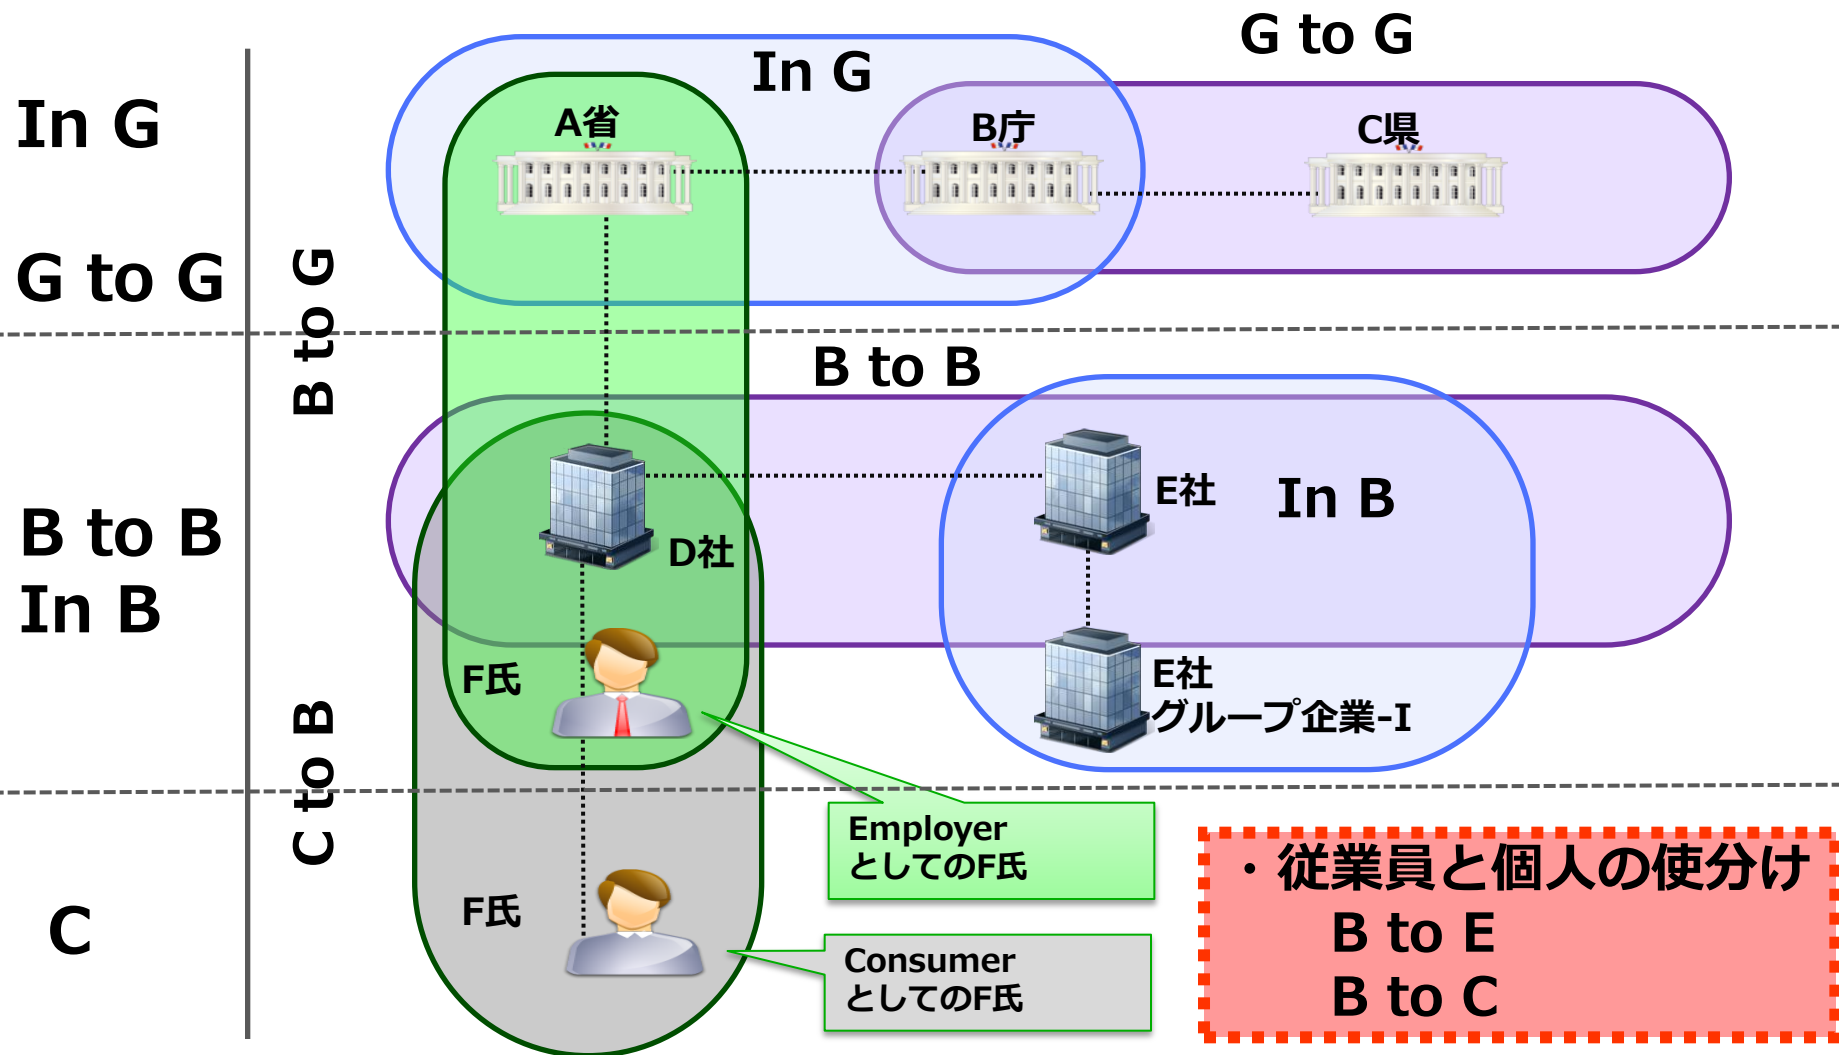 G to G
In G
In G
A省
B庁
C県
G to G
B to G
B to B
E社
In B
B to B
D社
In B
F氏
E社
グループ企業-I
C to B
Employer
としてのF氏
・従業員と個人の使分け
B to E
B to C
C
F氏
Consumer
としてのF氏